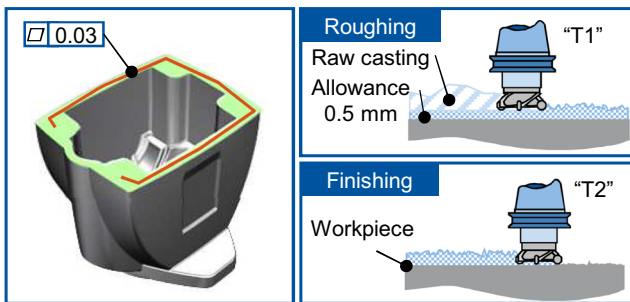 ⏥ 0.03
Roughing
“T1”
Raw casting
Allowance
0.5 mm
Finishing
“T2”
Workpiece